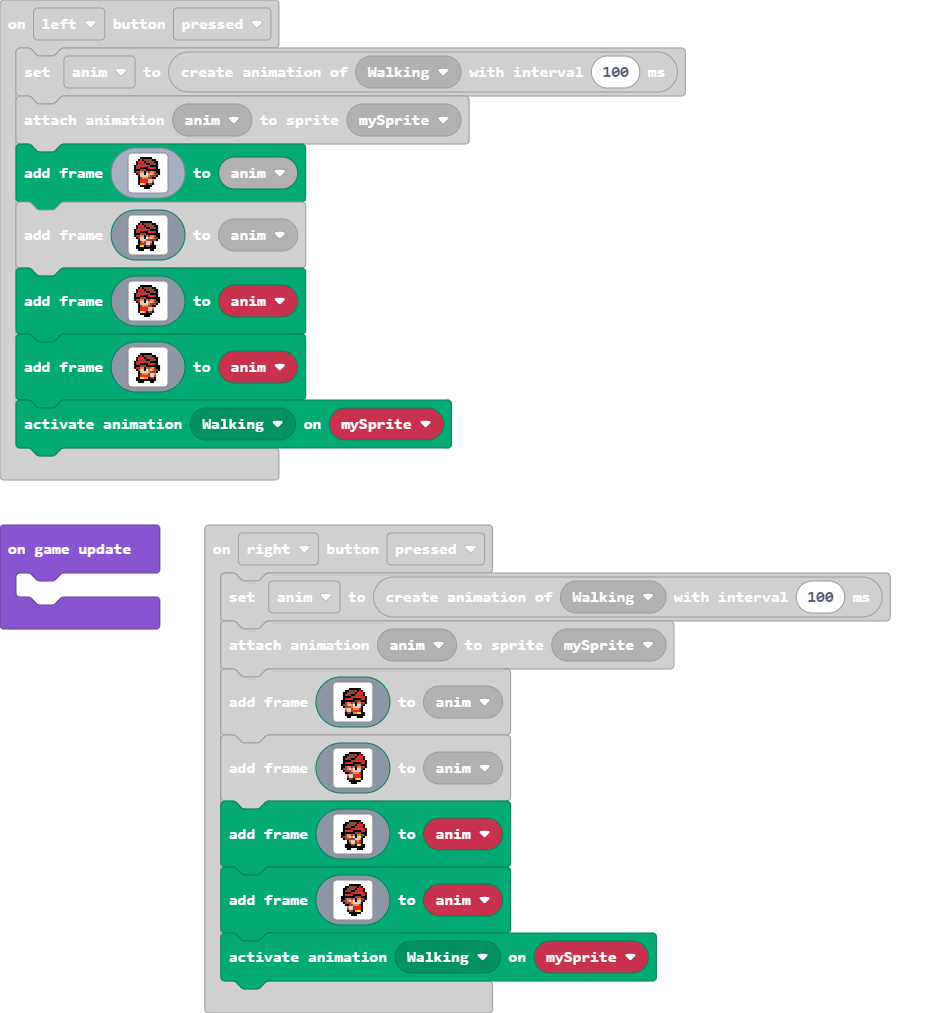 on left button pressed
set anim to create animation of Walking with interval 100 ms
attach animation anim to sprite mySprite
add frame to anim
add frame to anim
add frame to anim
add frame to anim
activate animation Walking on mySprite
on game update
on right button pressed
set anim to create animation of Walking with interval 100 ms
attach animation anim to sprite mySprite
add frame to anim
add frame to anim
add frame to anim
add frame to anim
activate animation Walking on mySprite